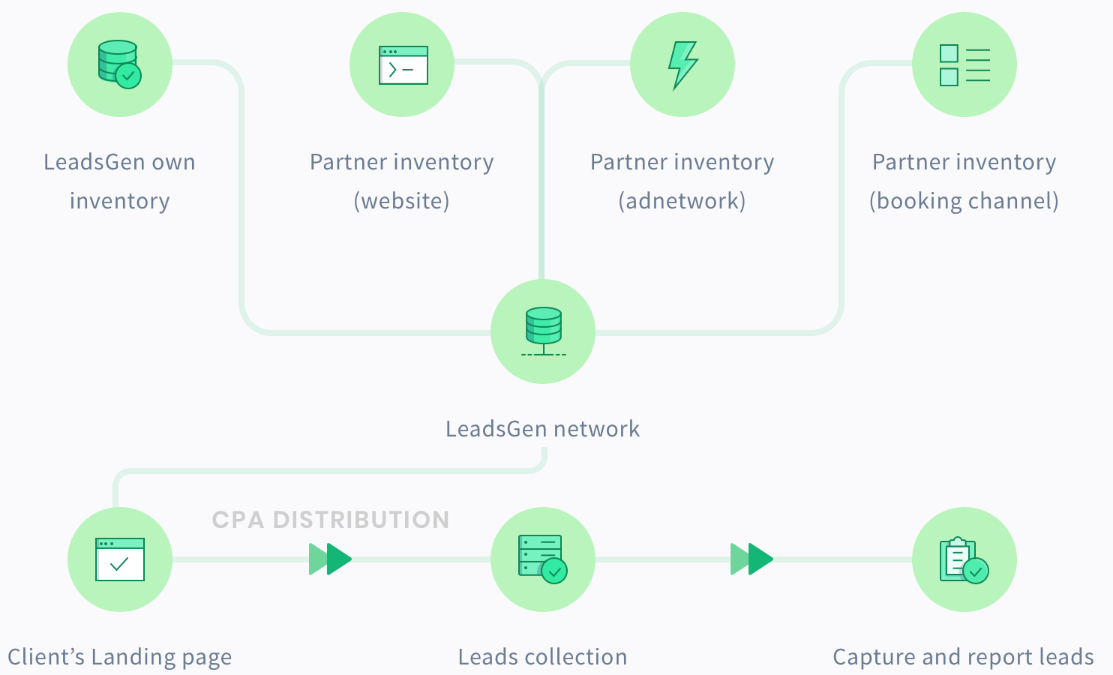 LeadsGen own
inventory
Partner inventory
(website)
Partner inventory
(adnetwork)
Partner inventory
(booking channel)
LeadsGen network
CPA DISTRIBUTION
Client’s Landing page
Leads collection
Capture and report leads